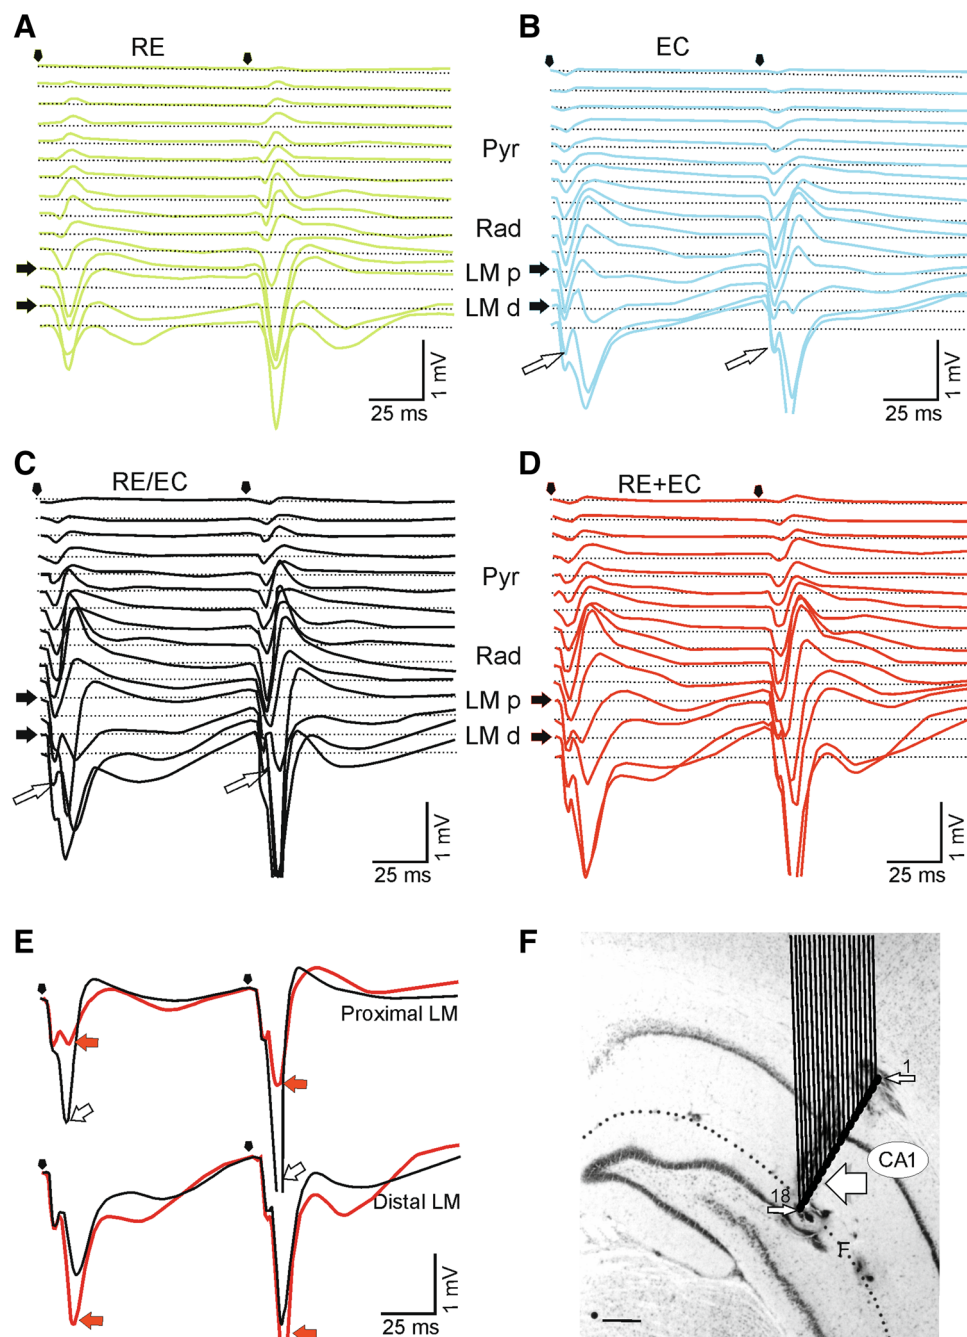 A
RE
B
EC
Pyr
Rad
LM p
LM d
1 mV
25 ms
1 mV
25 ms
C
RE/EC
D
RE+EC
Pyr
Rad
LM p
LM d
1 mV
25 ms
1 mV
25 ms
E
Proximal LM
Distal LM
1 mV
25 ms
F
1
CA1
18
F